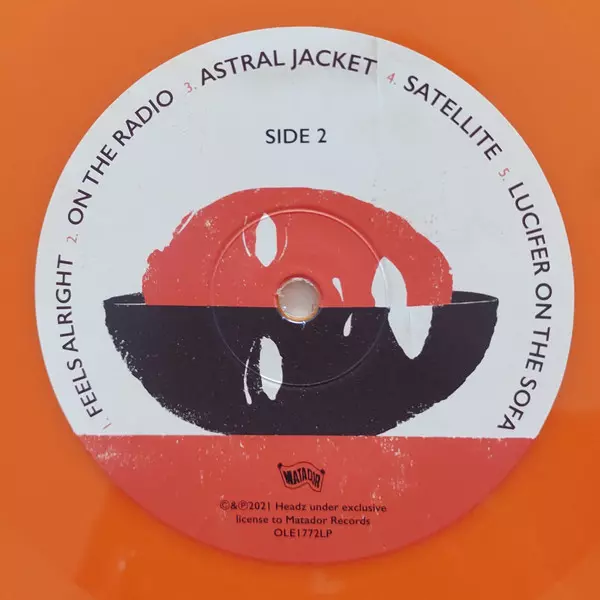 1. FEELS ALRIGHT 2. ON THE RADIO 3. ASTRAL JACKET 4. SATELLITE 5. LUCIFER ON THE SOFA
SIDE 2
MATADOR
©&℗2021 Headz under exclusive
license to Matador Records
OLE1772LP